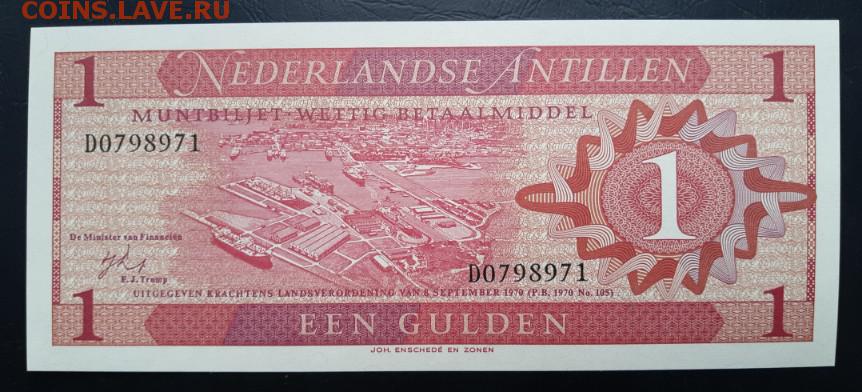 COINS.LAVE.RU
1 NEDERLANDSE ANTILLEN 1
MUNTBILJET-WETTIG BETAALMIDDEL
D0798971
1
De Minister van Financiën
F.J. Tromp
D0798971
UITGEGEVEN KRACHTENS LANDSVERORDENING VAN 8 SEPTEMBER 1970 (P.B. 1970 No. 105)
1 EEN GULDEN 1
JOH. ENSCHEDÉ EN ZONEN